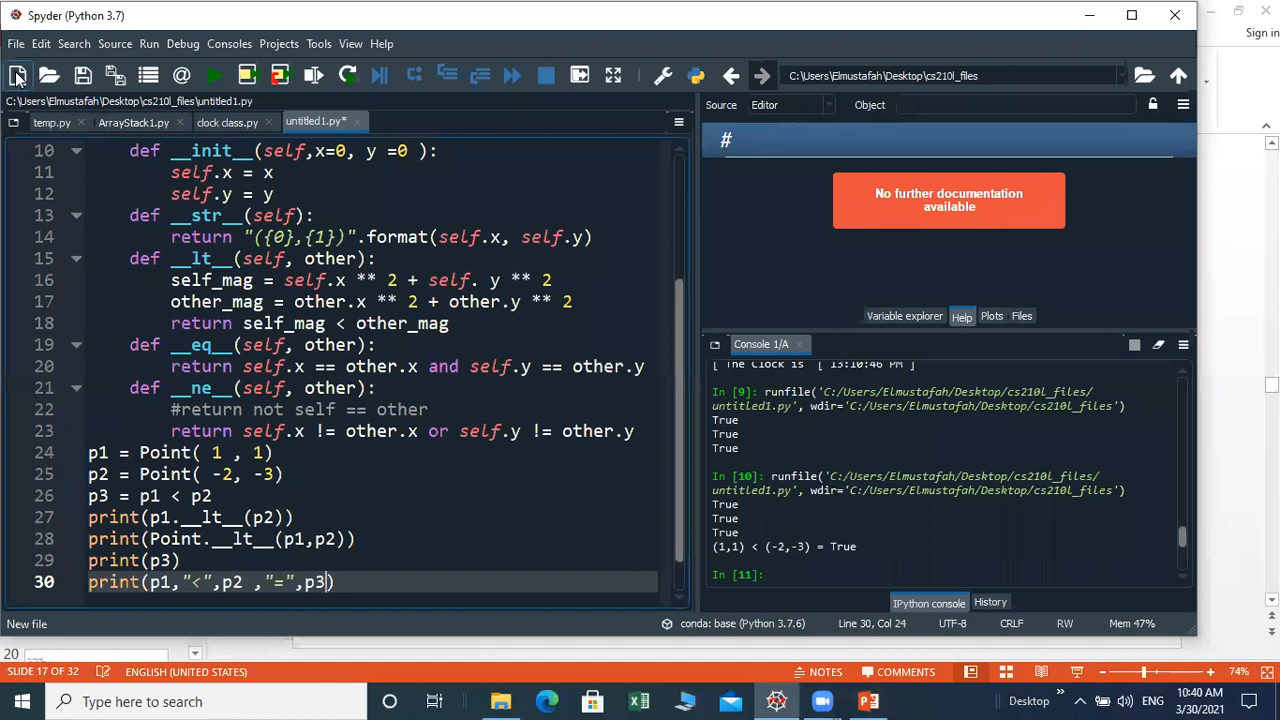 Spyder (Python 3.7)
Sign in
File Edit Search Source Run Debug Consoles Projects Tools View Help
C:\Users\Elmustafah\Desktop\cs210l_files
C:\Users\Elmustafah\Desktop\cs210l_files\untitled1.py
temp.py ArrayStack1.py clock class.py untitled1.py*
10 def __init__(self,x=0, y =0 ):
11 self.x = x
12 self.y = y
13 def __str__(self):
14 return "({0},{1})".format(self.x, self.y)
15 def __lt__(self, other):
16 self_mag = self.x ** 2 + self. y ** 2
17 other_mag = other.x ** 2 + other.y ** 2
18 return self_mag < other_mag
19 def __eq__(self, other):
20 return self.x == other.x and self.y == other.y
21 def __ne__(self, other):
22 #return not self == other
23 return self.x != other.x or self.y != other.y
24 p1 = Point( 1 , 1)
25 p2 = Point( -2, -3)
26 p3 = p1 < p2
27 print(p1.__lt__(p2))
28 print(Point.__lt__(p1,p2))
29 print(p3)
30 print(p1,"<",p2 ,"=",p3)
Source Editor Object
#
No further documentation
available
Variable explorer Help Plots Files
Console 1/A
[ The Clock is [ 13:10:46 PM ]
In [9]: runfile('C:/Users/Elmustafah/Desktop/cs210l_files/
untitled1.py', wdir='C:/Users/Elmustafah/Desktop/cs210l_files')
True
True
True
In [10]: runfile('C:/Users/Elmustafah/Desktop/cs210l_files/
untitled1.py', wdir='C:/Users/Elmustafah/Desktop/cs210l_files')
True
True
True
(1,1) < (-2,-3) = True
In [11]:
IPython console History
New file
conda: base (Python 3.7.6) Line 30, Col 24 UTF-8 CRLF RW Mem 47%
20
SLIDE 17 OF 32 ENGLISH (UNITED STATES) NOTES COMMENTS 74%
Type here to search
Desktop ENG
10:40 AM
3/30/2021